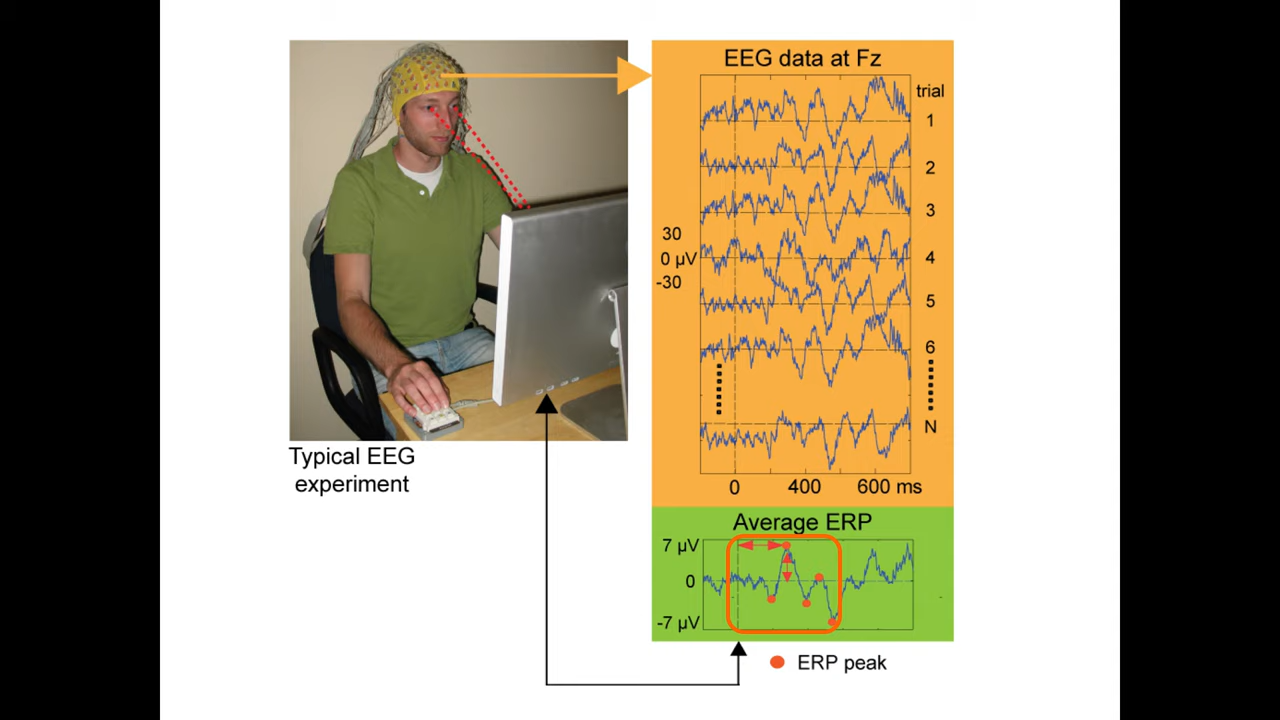 EEG data at Fz
trial
1
2
3
30
0 µV
-30
4
5
6
N
0 400 600 ms
Typical EEG
experiment
Average ERP
7 µV
0
-7 µV
ERP peak